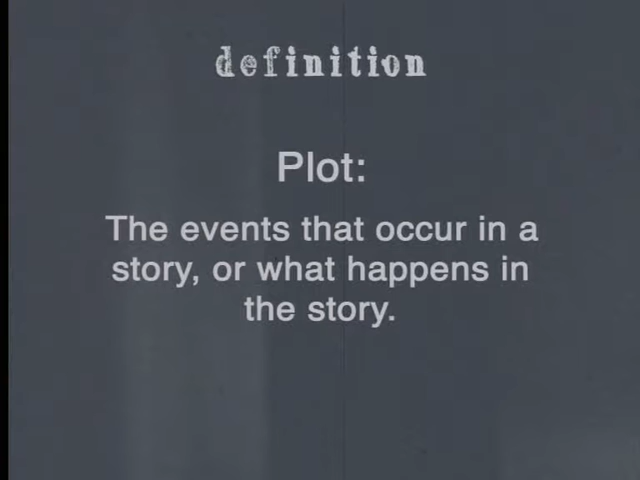 definition
Plot:
The events that occur in a
story, or what happens in
the story.